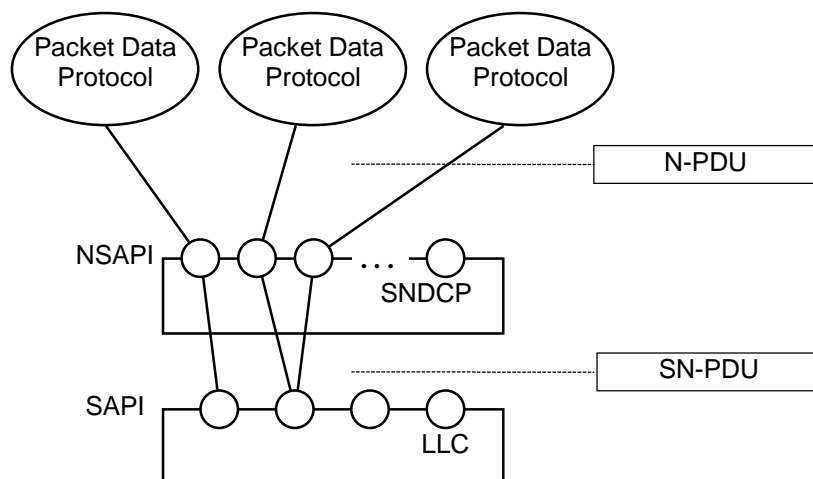 Packet Data
Protocol
Packet Data
Protocol
Packet Data
Protocol
N-PDU
NSAPI
. . .
SNDCP
SN-PDU
SAPI
LLC